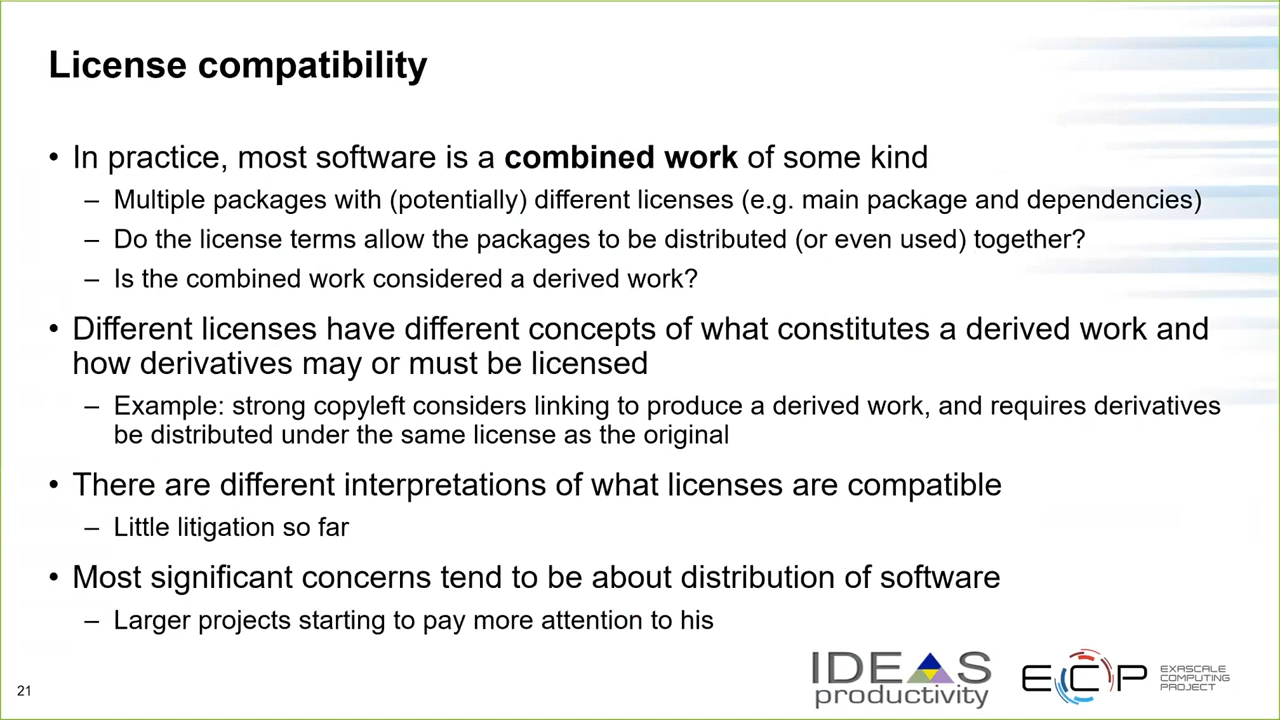 License compatibility
• In practice, most software is a combined work of some kind
– Multiple packages with (potentially) different licenses (e.g. main package and dependencies)
– Do the license terms allow the packages to be distributed (or even used) together?
– Is the combined work considered a derived work?
• Different licenses have different concepts of what constitutes a derived work and
how derivatives may or must be licensed
– Example: strong copyleft considers linking to produce a derived work, and requires derivatives
be distributed under the same license as the original
• There are different interpretations of what licenses are compatible
– Little litigation so far
• Most significant concerns tend to be about distribution of software
– Larger projects starting to pay more attention to his
21
IDEAS
productivity
ECP
EXASCALE
COMPUTING
PROJECT